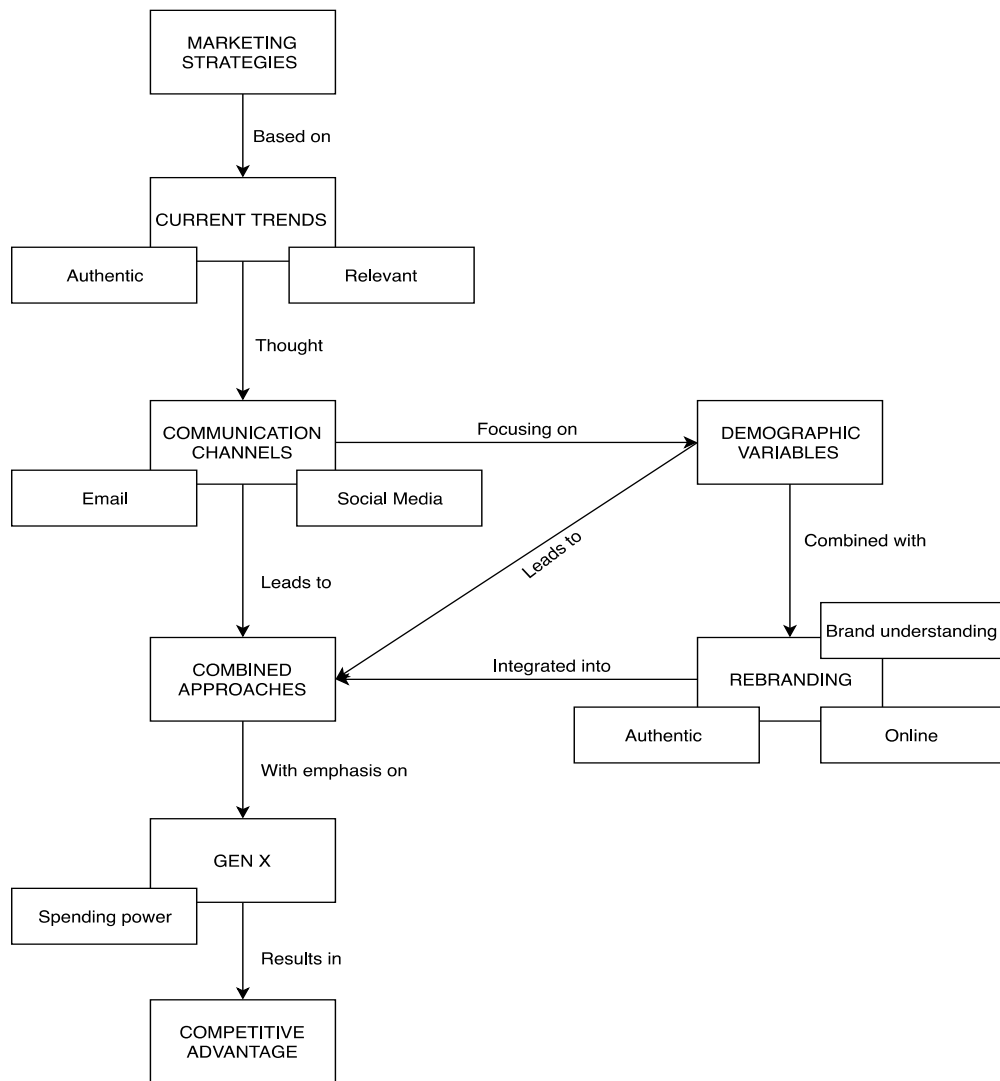 MARKETING
STRATEGIES
Based on
CURRENT TRENDS
Authentic
Relevant
Thought
COMMUNICATION
CHANNELS
Focusing on
DEMOGRAPHIC
VARIABLES
Email
Social Media
Leads to
Combined with
Leads to
Brand understanding
COMBINED
APPROACHES
Integrated into
REBRANDING
Authentic
Online
With emphasis on
GEN X
Spending power
Results in
COMPETITIVE
ADVANTAGE